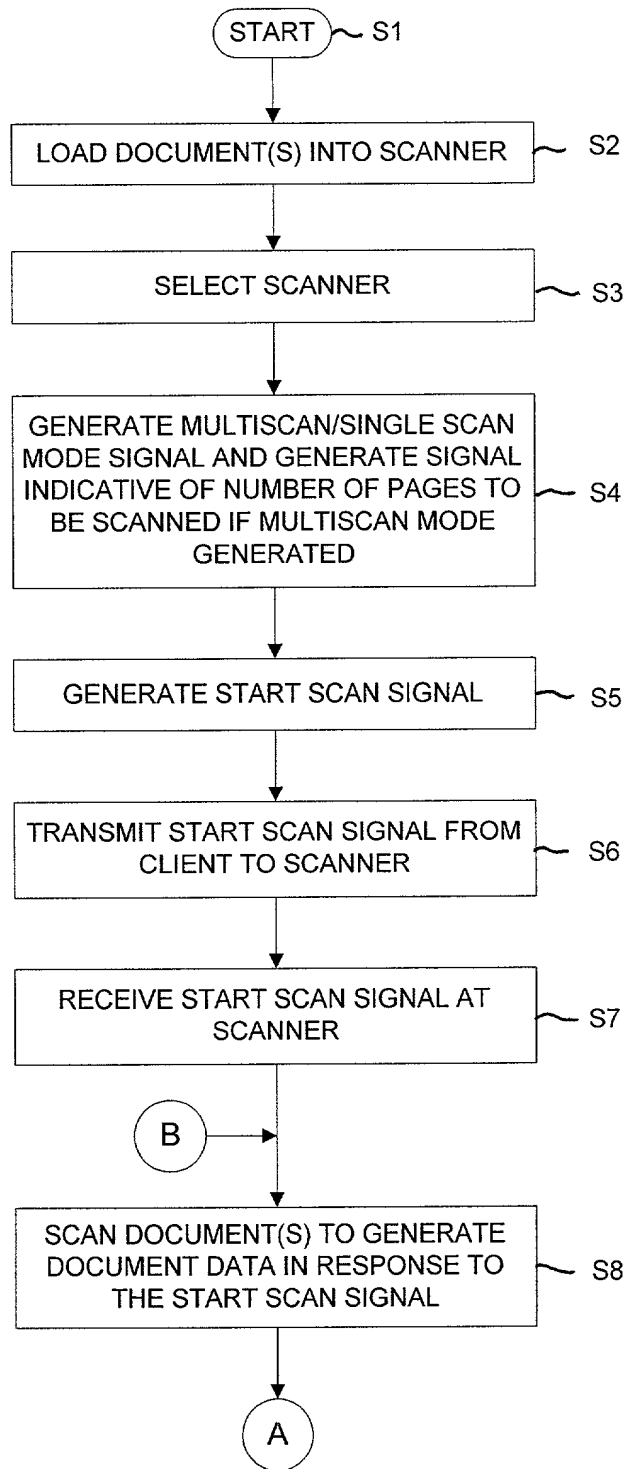 START
S1
LOAD DOCUMENT(S) INTO SCANNER
S2
SELECT SCANNER
S3
GENERATE MULTISCAN/SINGLE SCAN
MODE SIGNAL AND GENERATE SIGNAL
INDICATIVE OF NUMBER OF PAGES TO
BE SCANNED IF MULTISCAN MODE
GENERATED
S4
GENERATE START SCAN SIGNAL
S5
TRANSMIT START SCAN SIGNAL FROM
CLIENT TO SCANNER
S6
RECEIVE START SCAN SIGNAL AT
SCANNER
S7
B
SCAN DOCUMENT(S) TO GENERATE
DOCUMENT DATA IN RESPONSE TO
THE START SCAN SIGNAL
S8
A